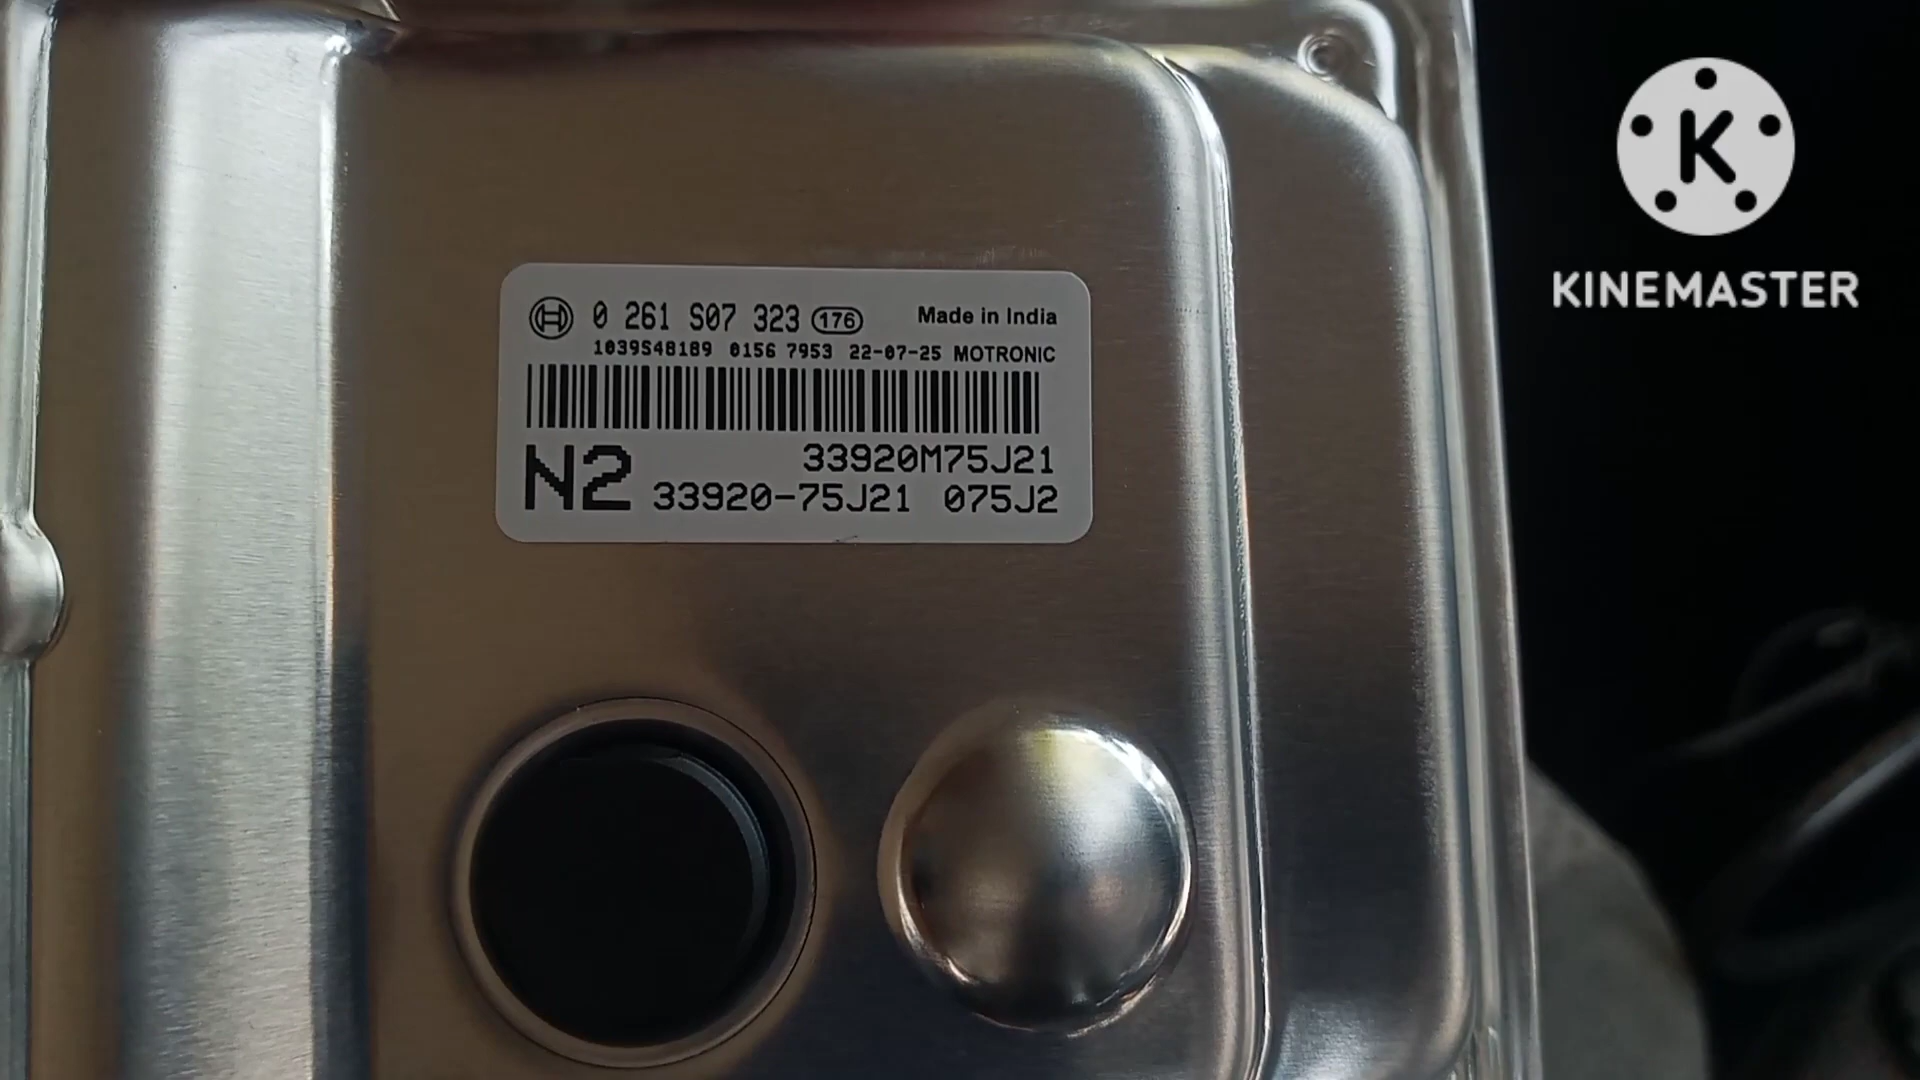 0 261 S07 323 176 Made in India
1039S48189 0156 7953 22-07-25 MOTRONIC
33920M75J21
N2 33920-75J21 075J2
K
KINEMASTER